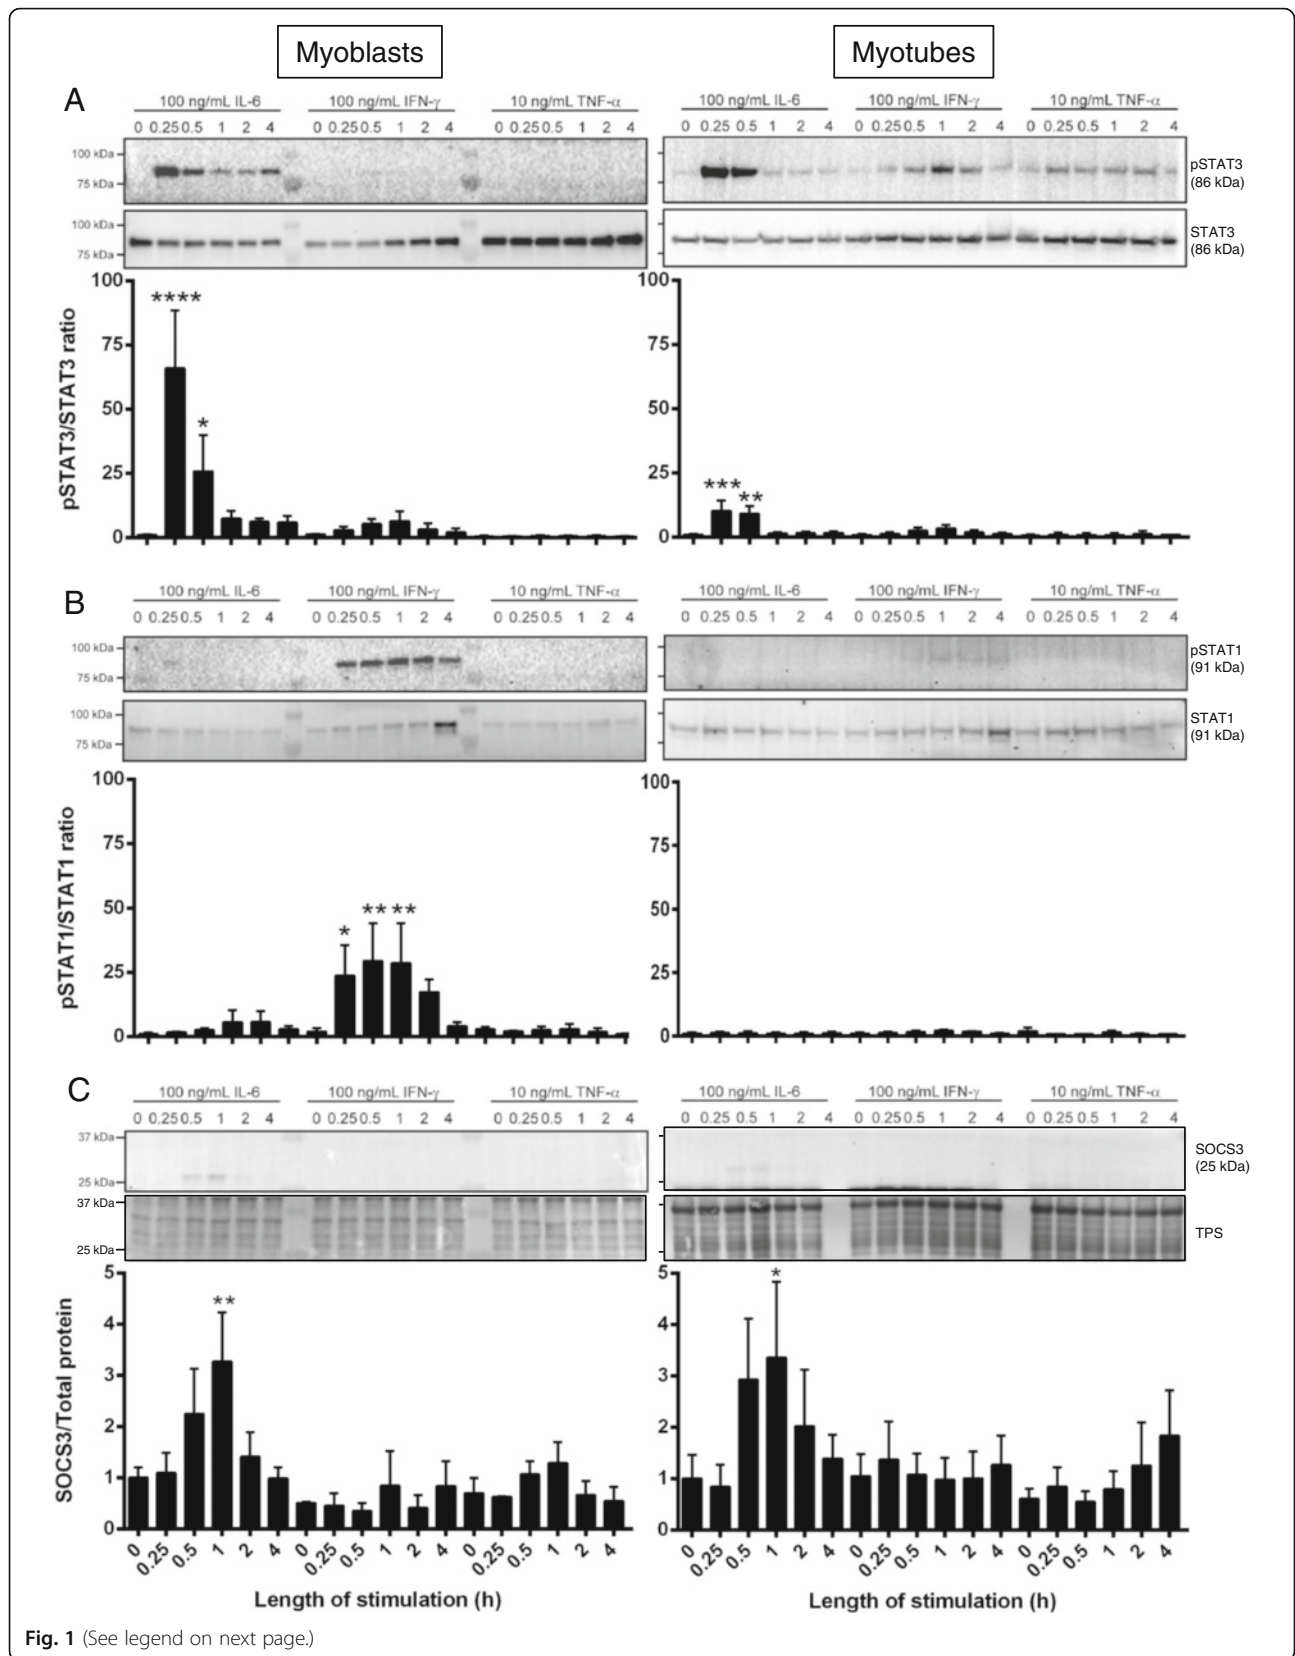 Myoblasts
Myotubes
A
100 ng/mL IL-6 100 ng/mL IFN-γ 10 ng/mL TNF-α
0 0.25 0.5 1 2 4 0 0.25 0.5 1 2 4 0 0.25 0.5 1 2 4
100 kDa
75 kDa
100 kDa
75 kDa
100 ng/mL IL-6 100 ng/mL IFN-γ 10 ng/mL TNF-α
0 0.25 0.5 1 2 4 0 0.25 0.5 1 2 4 0 0.25 0.5 1 2 4
pSTAT3
(86 kDa)
STAT3
(86 kDa)
pSTAT3/STAT3 ratio
100
75
50
25
0
****
*
100
75
50
25
0
***
**
B
100 ng/mL IL-6 100 ng/mL IFN-γ 10 ng/mL TNF-α
0 0.25 0.5 1 2 4 0 0.25 0.5 1 2 4 0 0.25 0.5 1 2 4
100 kDa
75 kDa
100 kDa
75 kDa
100 ng/mL IL-6 100 ng/mL IFN-γ 10 ng/mL TNF-α
0 0.25 0.5 1 2 4 0 0.25 0.5 1 2 4 0 0.25 0.5 1 2 4
pSTAT1
(91 kDa)
STAT1
(91 kDa)
pSTAT1/STAT1 ratio
100
75
50
25
0
*
** **
100
75
50
25
0
C
100 ng/mL IL-6 100 ng/mL IFN-γ 10 ng/mL TNF-α
0 0.25 0.5 1 2 4 0 0.25 0.5 1 2 4 0 0.25 0.5 1 2 4
37 kDa
25 kDa
37 kDa
25 kDa
100 ng/mL IL-6 100 ng/mL IFN-γ 10 ng/mL TNF-α
0 0.25 0.5 1 2 4 0 0.25 0.5 1 2 4 0 0.25 0.5 1 2 4
SOCS3
(25 kDa)
TPS
SOCS3/Total protein
5
4
3
2
1
0
**
0 0.25 0.5 1 2 4 0 0.25 0.5 1 2 4 0 0.25 0.5 1 2 4
Length of stimulation (h)
5
4
3
2
1
0
*
0 0.25 0.5 1 2 4 0 0.25 0.5 1 2 4 0 0.25 0.5 1 2 4
Length of stimulation (h)
Fig. 1 (See legend on next page.)